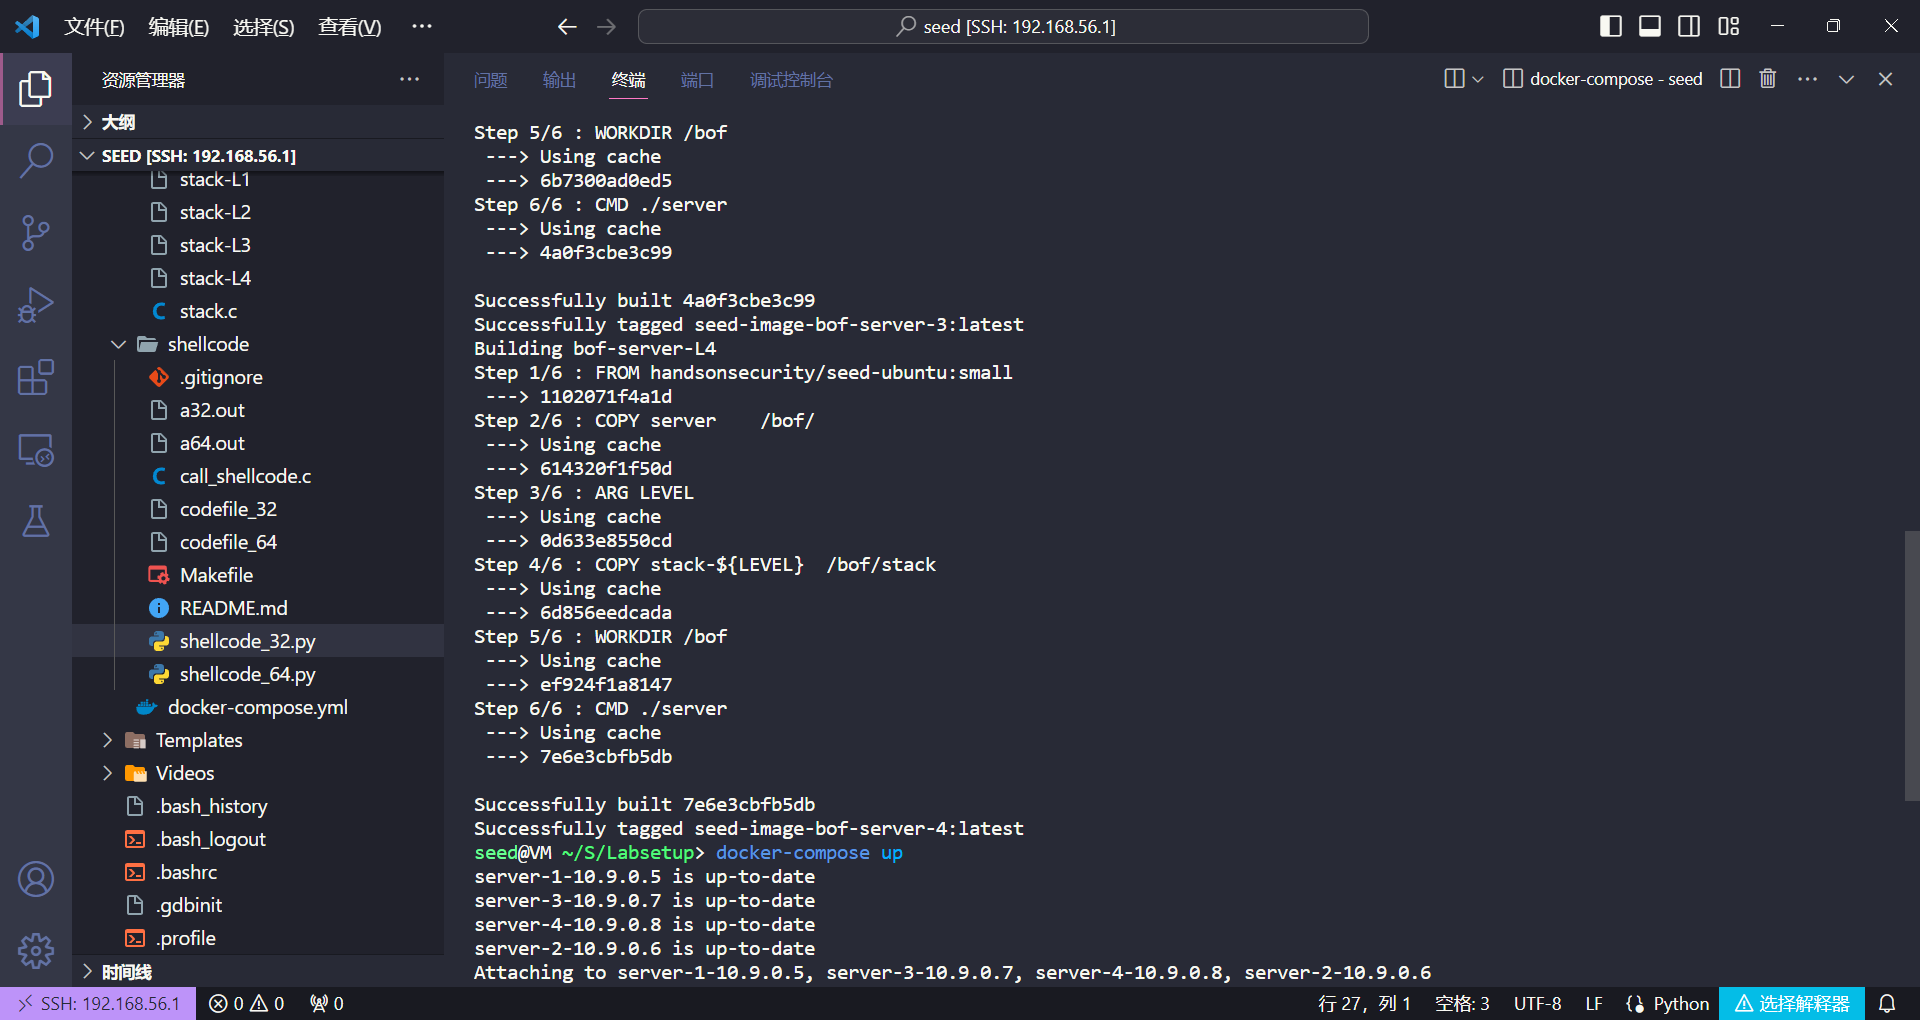 文件(F) 编辑(E) 选择(S) 查看(V) ··· seed [SSH: 192.168.56.1]
资源管理器 ···
大纲
SEED [SSH: 192.168.56.1]
stack-L1
stack-L2
stack-L3
stack-L4
stack.c
shellcode
.gitignore
a32.out
a64.out
call_shellcode.c
codefile_32
codefile_64
Makefile
README.md
shellcode_32.py
shellcode_64.py
docker-compose.yml
Templates
Videos
.bash_history
.bash_logout
.bashrc
.gdbinit
.profile
时间线
问题 输出 终端 端口 调试控制台 docker-compose - seed ···
Step 5/6 : WORKDIR /bof
 ---> Using cache
 ---> 6b7300ad0ed5
Step 6/6 : CMD ./server
 ---> Using cache
 ---> 4a0f3cbe3c99
Successfully built 4a0f3cbe3c99
Successfully tagged seed-image-bof-server-3:latest
Building bof-server-L4
Step 1/6 : FROM handsonsecurity/seed-ubuntu:small
 ---> 1102071f4a1d
Step 2/6 : COPY server    /bof/
 ---> Using cache
 ---> 614320f1f50d
Step 3/6 : ARG LEVEL
 ---> Using cache
 ---> 0d633e8550cd
Step 4/6 : COPY stack-${LEVEL}  /bof/stack
 ---> Using cache
 ---> 6d856eedcada
Step 5/6 : WORKDIR /bof
 ---> Using cache
 ---> ef924f1a8147
Step 6/6 : CMD ./server
 ---> Using cache
 ---> 7e6e3cbfb5db
Successfully built 7e6e3cbfb5db
Successfully tagged seed-image-bof-server-4:latest
seed@VM ~/S/Labsetup> docker-compose up
server-1-10.9.0.5 is up-to-date
server-3-10.9.0.7 is up-to-date
server-4-10.9.0.8 is up-to-date
server-2-10.9.0.6 is up-to-date
Attaching to server-1-10.9.0.5, server-3-10.9.0.7, server-4-10.9.0.8, server-2-10.9.0.6
SSH: 192.168.56.1 0 0 0 行 27，列 1 空格: 3 UTF-8 LF Python 选择解释器